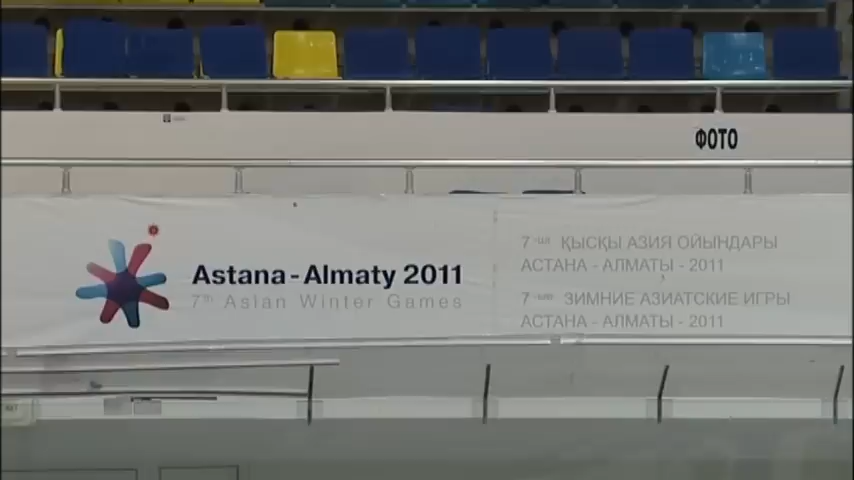 ФОТО
Astana - Almaty 2011
7th Asian Winter Games
7 -ші ҚЫСҚЫ АЗИЯ ОЙЫНДАРЫ
АСТАНА - АЛМАТЫ - 2011
7 -ые ЗИМНИЕ АЗИАТСКИЕ ИГРЫ
АСТАНА - АЛМАТЫ - 2011